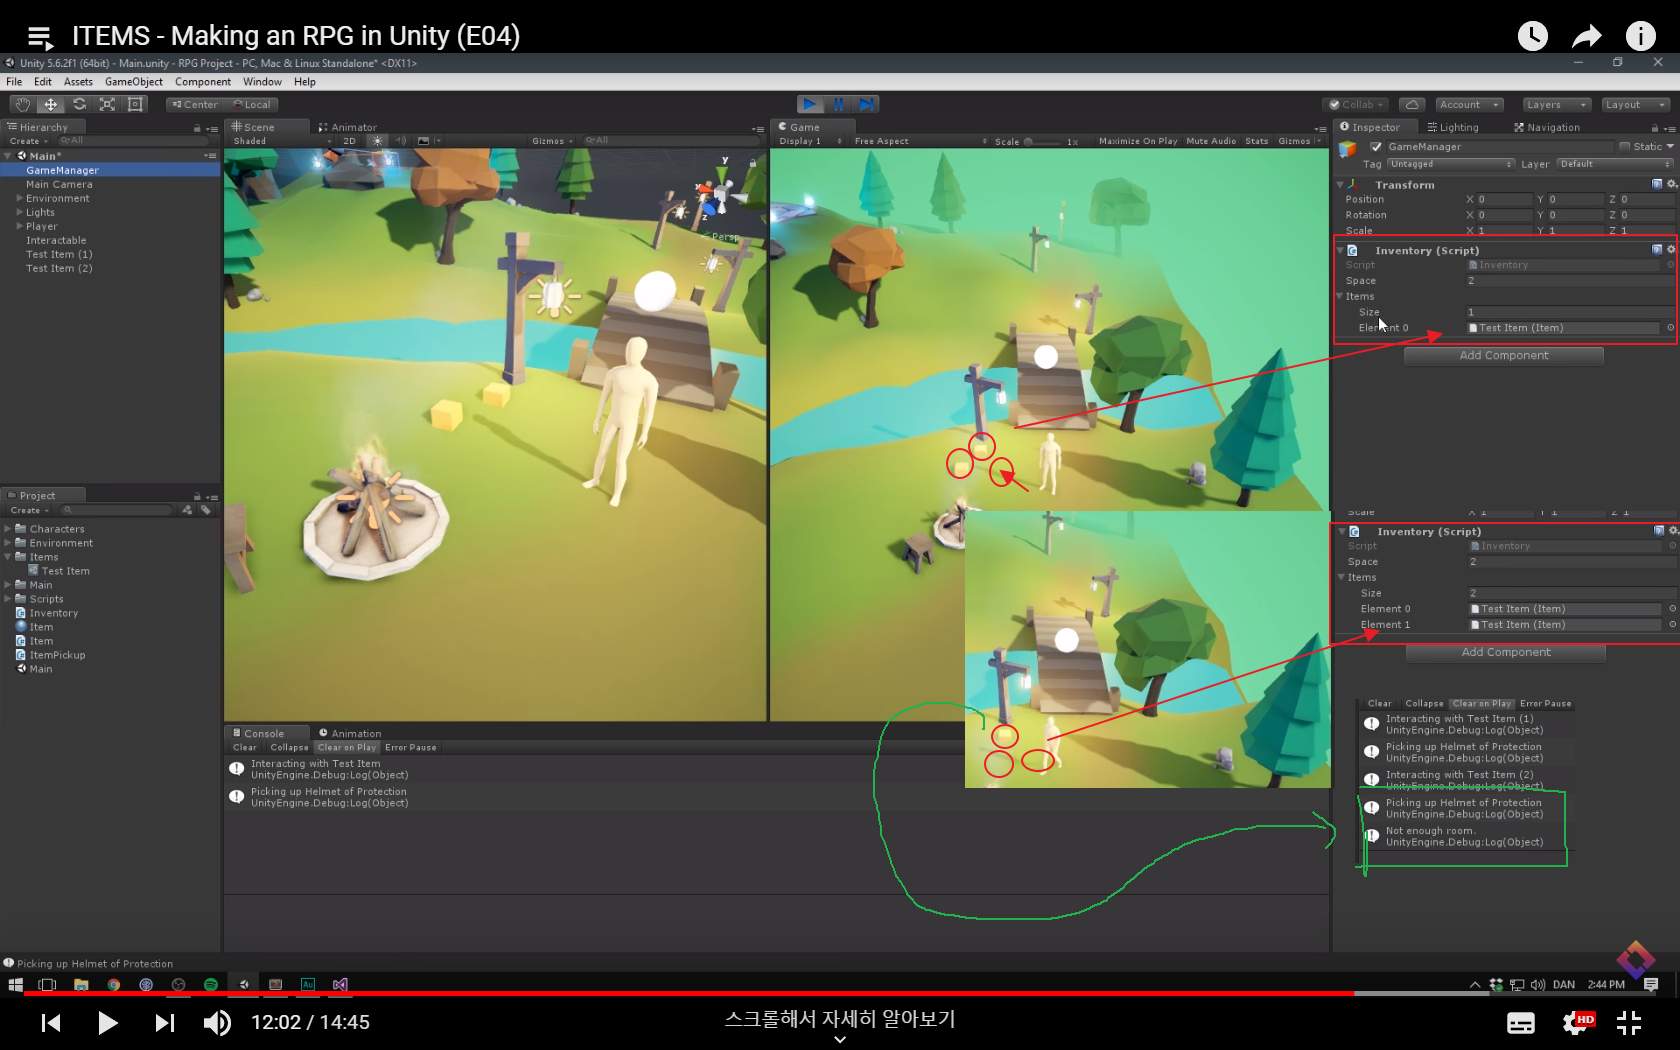 ITEMS - Making an RPG in Unity (E04)
Unity 5.6.2f1 (64bit) - Main.unity - RPG Project - PC, Mac & Linux Standalone* <DX11>
File Edit Assets GameObject Component Window Help
Center Local
Collab Account Layers Layout
Hierarchy
Create All
Main*
GameManager
Main Camera
Environment
Lights
Player
Interactable
Test Item (1)
Test Item (2)
Project
Create
Characters
Environment
Items
Test Item
Main
Scripts
Inventory
Item
Item
ItemPickup
Main
Scene Animator
Shaded 2D Gizmos All
y
x
z
Persp
Game
Display 1 Free Aspect Scale 1x Maximize On Play Mute Audio Stats Gizmos
Console Animation
Clear Collapse Clear on Play Error Pause
Interacting with Test Item
UnityEngine.Debug:Log(Object)
Picking up Helmet of Protection
UnityEngine.Debug:Log(Object)
Inspector Lighting Navigation
GameManager Static
Tag Untagged Layer Default
Transform
Position X 0 Y 0 Z 0
Rotation X 0 Y 0 Z 0
Scale X 1 Y 1 Z 1
Inventory (Script)
Script Inventory
Space 2
Items
Size 1
Element 0 Test Item (Item)
Add Component
Scale X 1 Y 1 Z 1
Inventory (Script)
Script Inventory
Space 2
Items
Size 2
Element 0 Test Item (Item)
Element 1 Test Item (Item)
Add Component
Clear Collapse Clear on Play Error Pause
Interacting with Test Item (1)
UnityEngine.Debug:Log(Object)
Picking up Helmet of Protection
UnityEngine.Debug:Log(Object)
Interacting with Test Item (2)
UnityEngine.Debug:Log(Object)
Picking up Helmet of Protection
UnityEngine.Debug:Log(Object)
Not enough room.
UnityEngine.Debug:Log(Object)
Picking up Helmet of Protection
Au
DAN 2:44 PM
12:02 / 14:45
스크롤해서 자세히 알아보기
HD